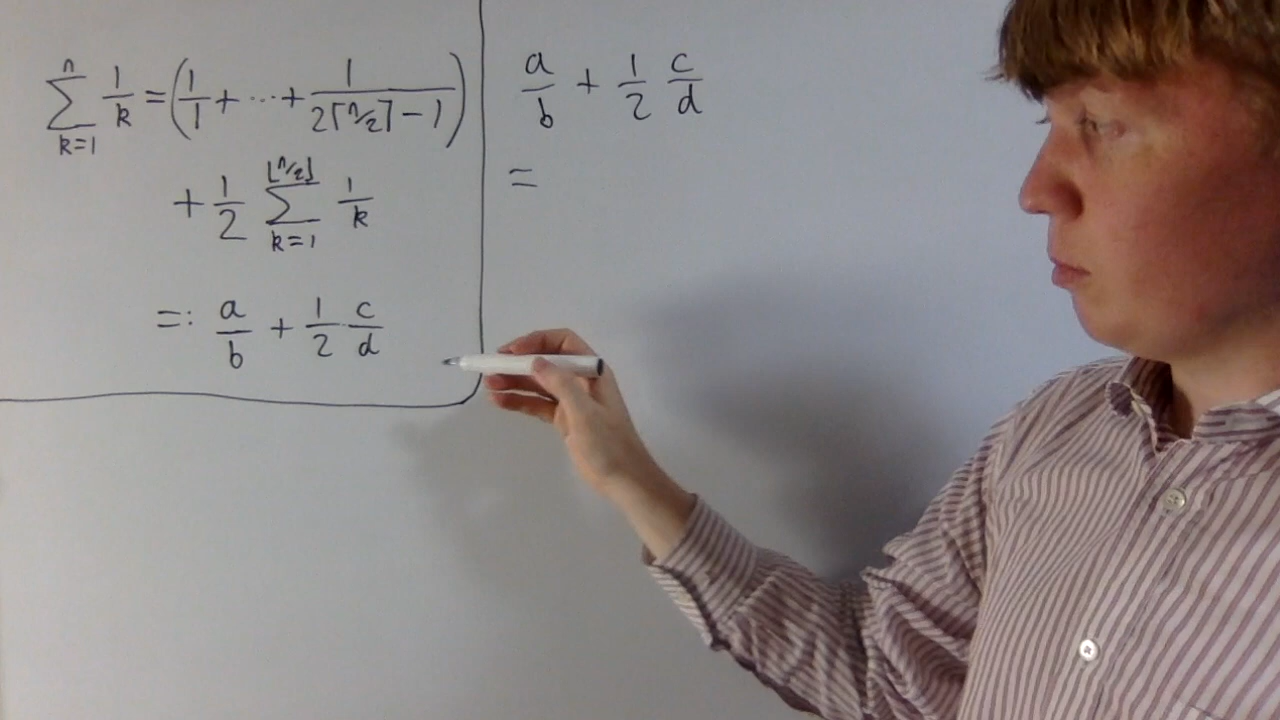 ∑_{k=1}^{n} 1/k = (1/1 + ⋯ + 1/(2⌈n/2⌉ − 1))
+ 1/2 ∑_{k=1}^{⌊n/2⌋} 1/k
=: a/b + 1/2 · c/d
a/b + 1/2 c/d
=